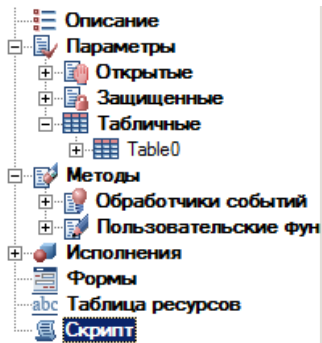 Описание
Параметры
Открытые
Защищенные
Табличные
Table0
Методы
Обработчики событий
Пользовательские фун
Исполнения
Формы
abc Таблица ресурсов
Скрипт